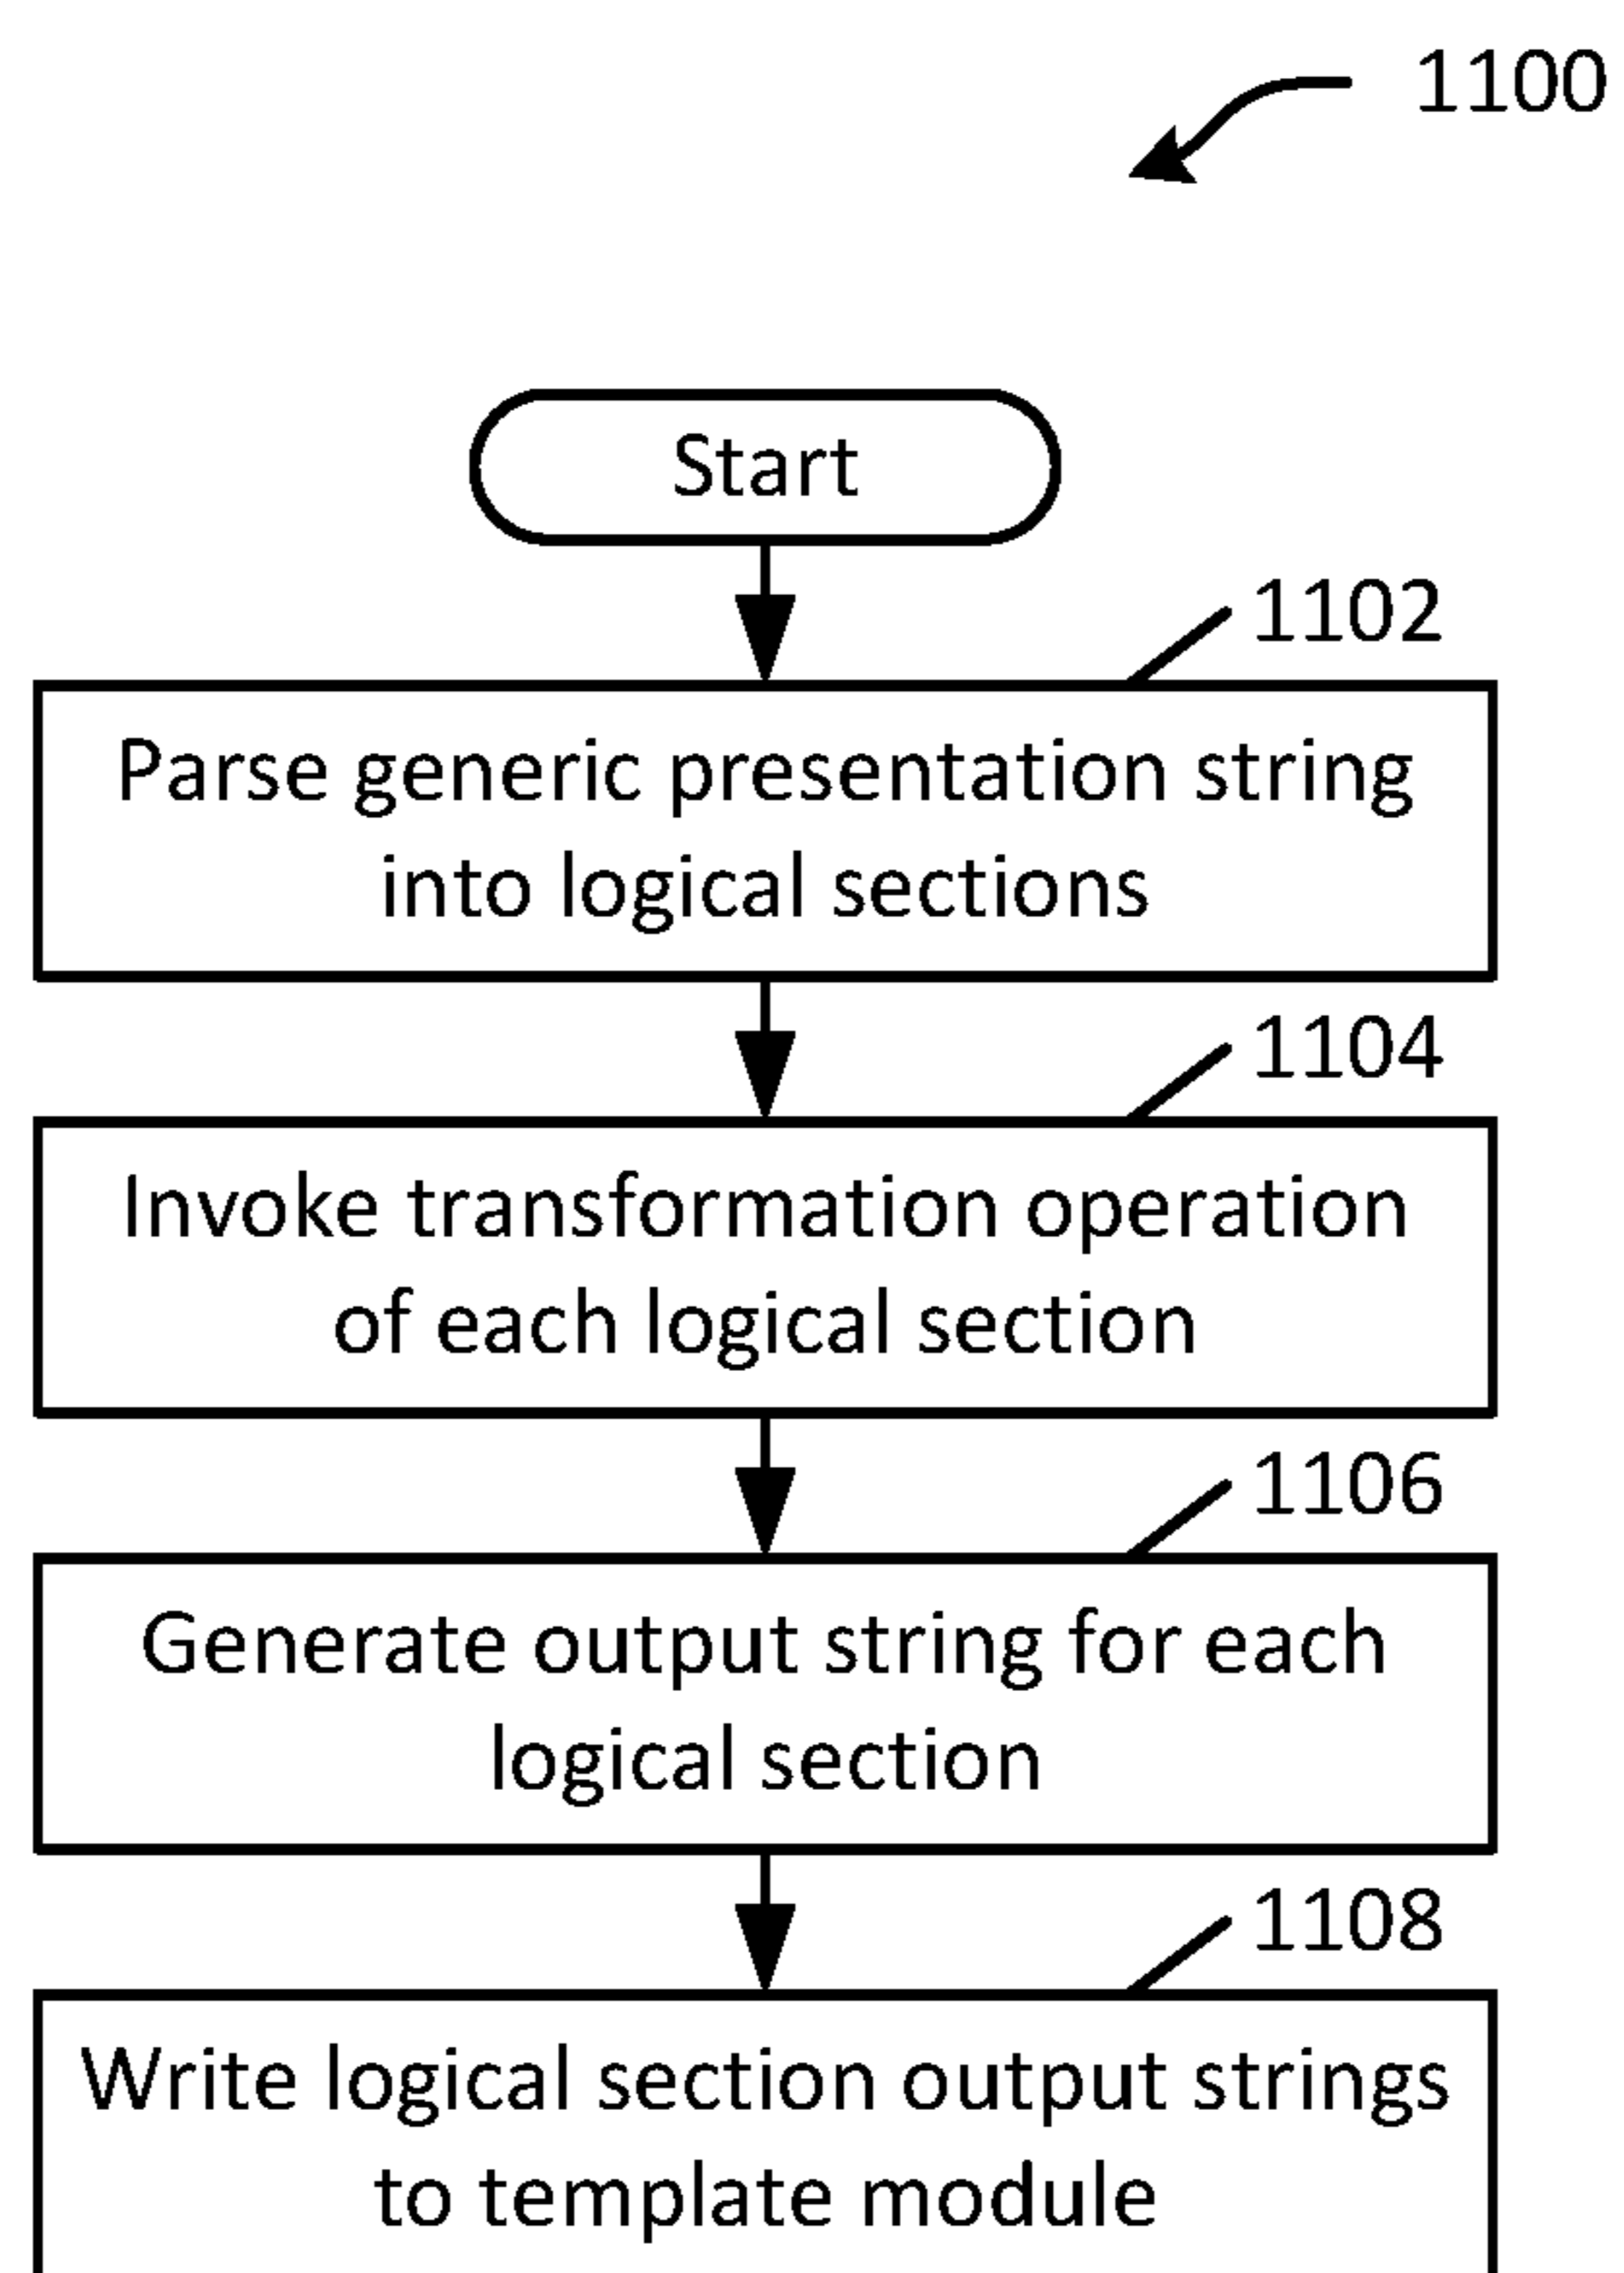 1100
Start
1102
Parse generic presentation string
into logical sections
1104
Invoke transformation operation
of each logical section
1106
Generate output string for each
logical section
1108
Write logical section output strings
to template module